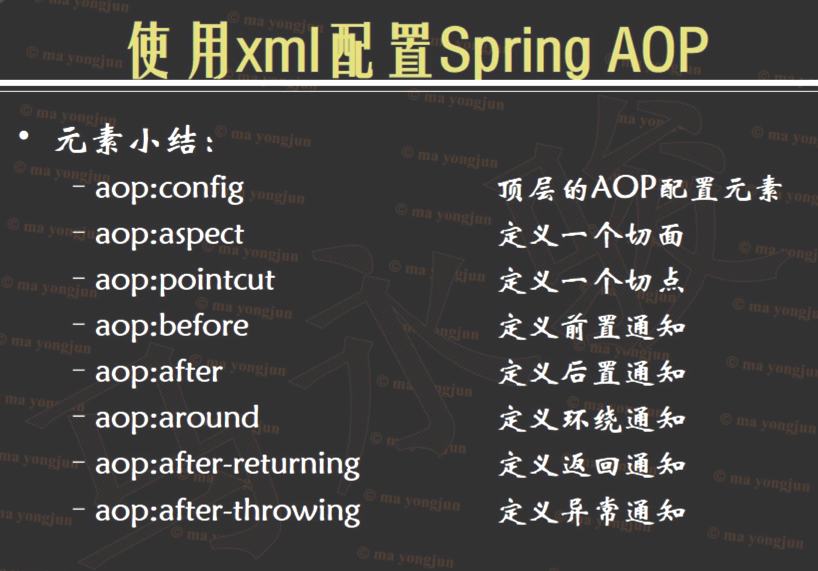 使用xml配置Spring AOP
• 元素小结：
– aop:config 顶层的AOP配置元素
– aop:aspect 定义一个切面
– aop:pointcut 定义一个切点
– aop:before 定义前置通知
– aop:after 定义后置通知
– aop:around 定义环绕通知
– aop:after-returning 定义返回通知
– aop:after-throwing 定义异常通知
© ma yongjun